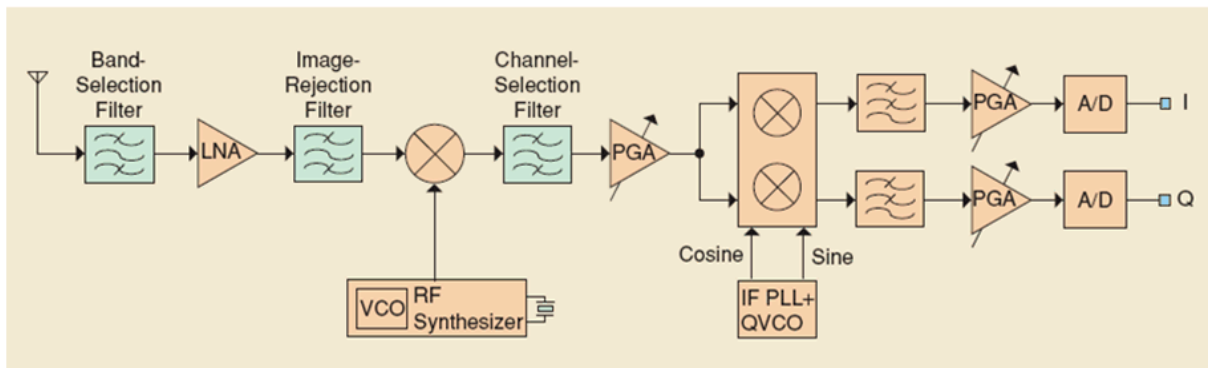 Band-
Selection
Filter
LNA
Image-
Rejection
Filter
Channel-
Selection
Filter
PGA
PGA
A/D
I
PGA
A/D
Q
Cosine
Sine
VCO
RF
Synthesizer
IF PLL+
QVCO